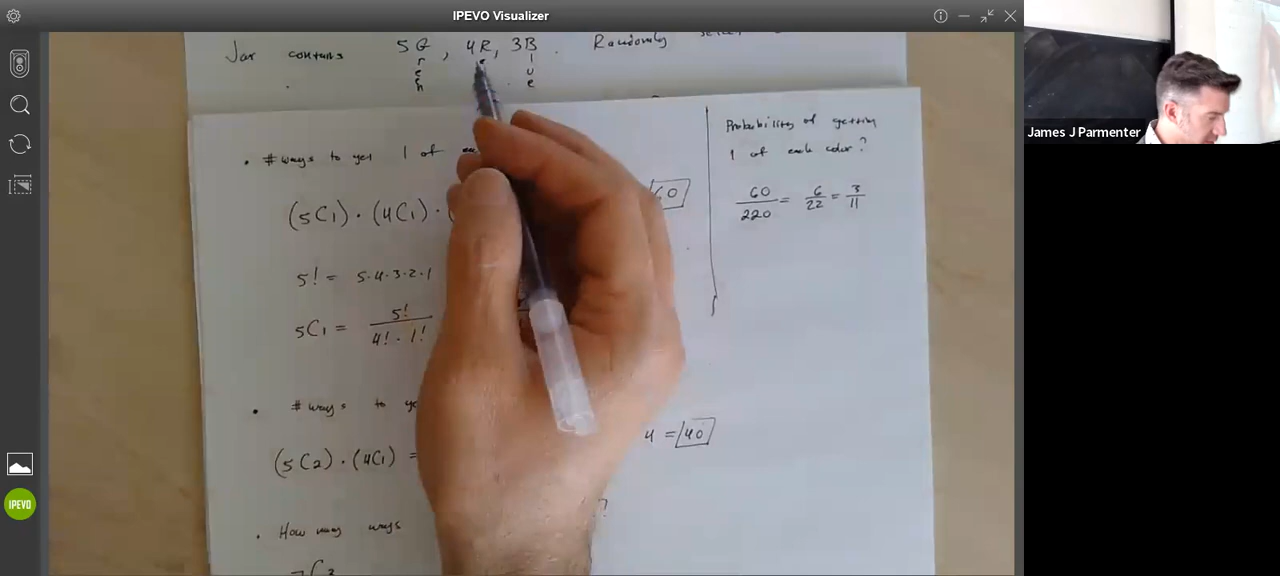 IPEVO Visualizer
James J Parmenter
Jar contains 5G, 4R, 3B. Randomly
r e e n
l u e
• #ways to get 1 of
(5C1) · (4C1) ·
60
5! = 5·4·3·2·1
5C1 = 5! / 4! · 1!
• #ways to
(5C2) · (4C1) =
4 = 40
• How many ways
?
Probability of getting
1 of each color?
60/220 = 6/22 = 3/11
IPEVO